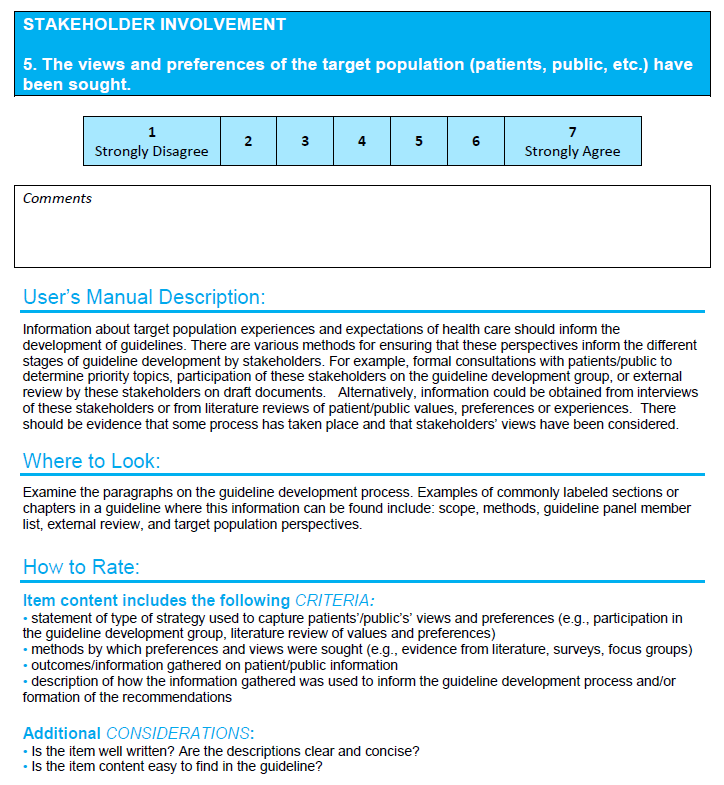 STAKEHOLDER INVOLVEMENT
5. The views and preferences of the target population (patients, public, etc.) have
been sought.
1
Strongly Disagree
2
3
4
5
6
7
Strongly Agree
Comments
User's Manual Description:
Information about target population experiences and expectations of health care should inform the
development of guidelines. There are various methods for ensuring that these perspectives inform the different
stages of guideline development by stakeholders. For example, formal consultations with patients/public to
determine priority topics, participation of these stakeholders on the guideline development group, or external
review by these stakeholders on draft documents. Alternatively, information could be obtained from interviews
of these stakeholders or from literature reviews of patient/public values, preferences or experiences. There
should be evidence that some process has taken place and that stakeholders' views have been considered.
Where to Look:
Examine the paragraphs on the guideline development process. Examples of commonly labeled sections or
chapters in a guideline where this information can be found include: scope, methods, guideline panel member
list, external review, and target population perspectives.
How to Rate:
Item content includes the following CRITERIA:
• statement of type of strategy used to capture patients'/public's' views and preferences (e.g., participation in
the guideline development group, literature review of values and preferences)
• methods by which preferences and views were sought (e.g., evidence from literature, surveys, focus groups)
• outcomes/information gathered on patient/public information
• description of how the information gathered was used to inform the guideline development process and/or
formation of the recommendations
Additional CONSIDERATIONS:
• Is the item well written? Are the descriptions clear and concise?
• Is the item content easy to find in the guideline?